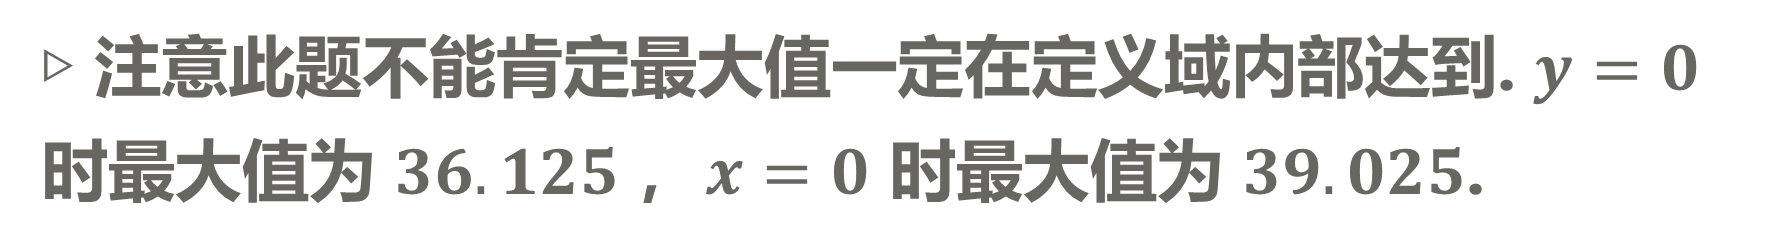 ▷ 注意此题不能肯定最大值一定在定义域内部达到. y = 0
时最大值为 36.125 ， x = 0 时最大值为 39.025.